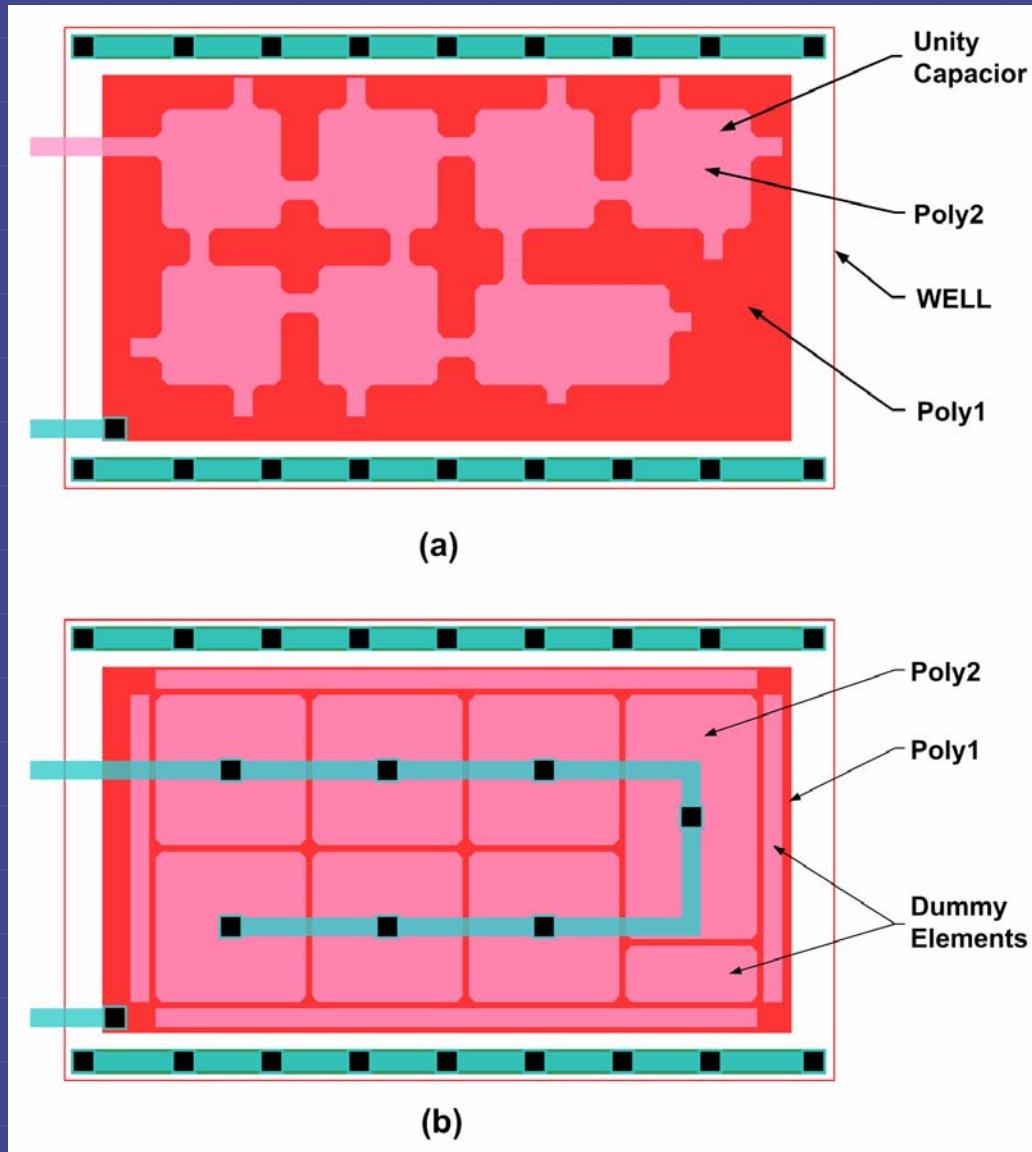 Unity
Capacior
Poly2
WELL
Poly1
(a)
Poly2
Poly1
Dummy
Elements
(b)